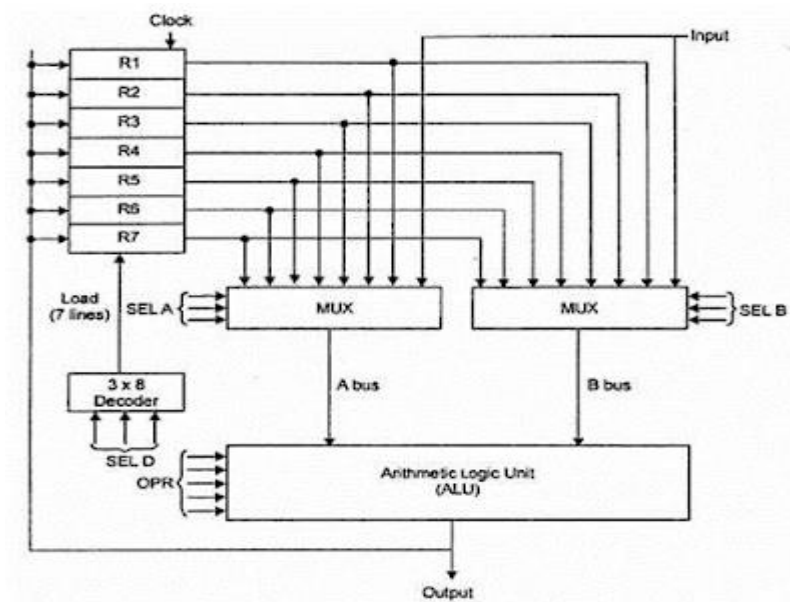 Clock
Input
R1
R2
R3
R4
R5
R6
R7
Load
(7 lines)
SEL A
MUX
MUX
SEL B
3 x 8
Decoder
A bus
B bus
SEL D
OPR
Arithmetic Logic Unit
(ALU)
Output